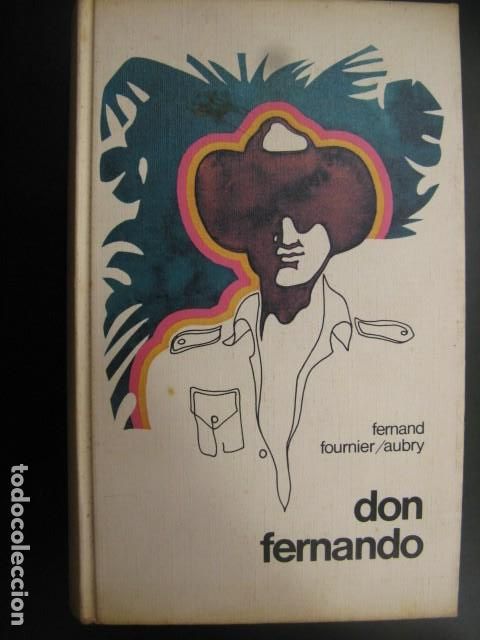 fernand
fournier/aubry
don
fernando
todocoleccion